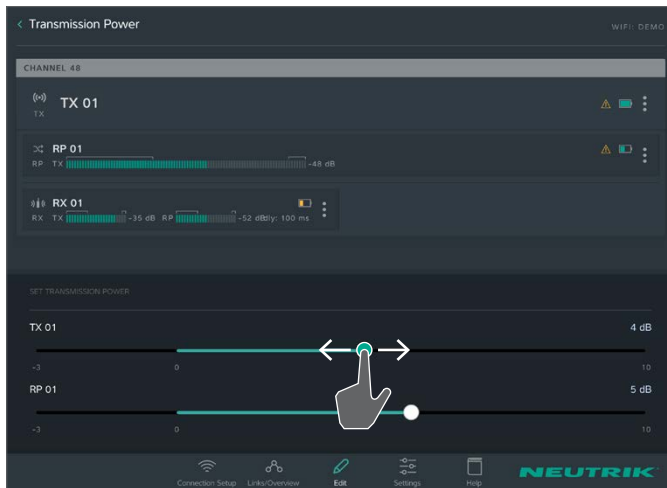 < Transmission Power
WIFI: DEMO
CHANNEL 48
TX 01
TX
RP 01
RP TX -48 dB
RX 01
RX TX -35 dB RP -52 dBdly: 100 ms
SET TRANSMISSION POWER
TX 01 4 dB
-3 0 10
RP 01 5 dB
-3 0 10
Connection Setup Links/Overview Edit Settings Help
NEUTRIK